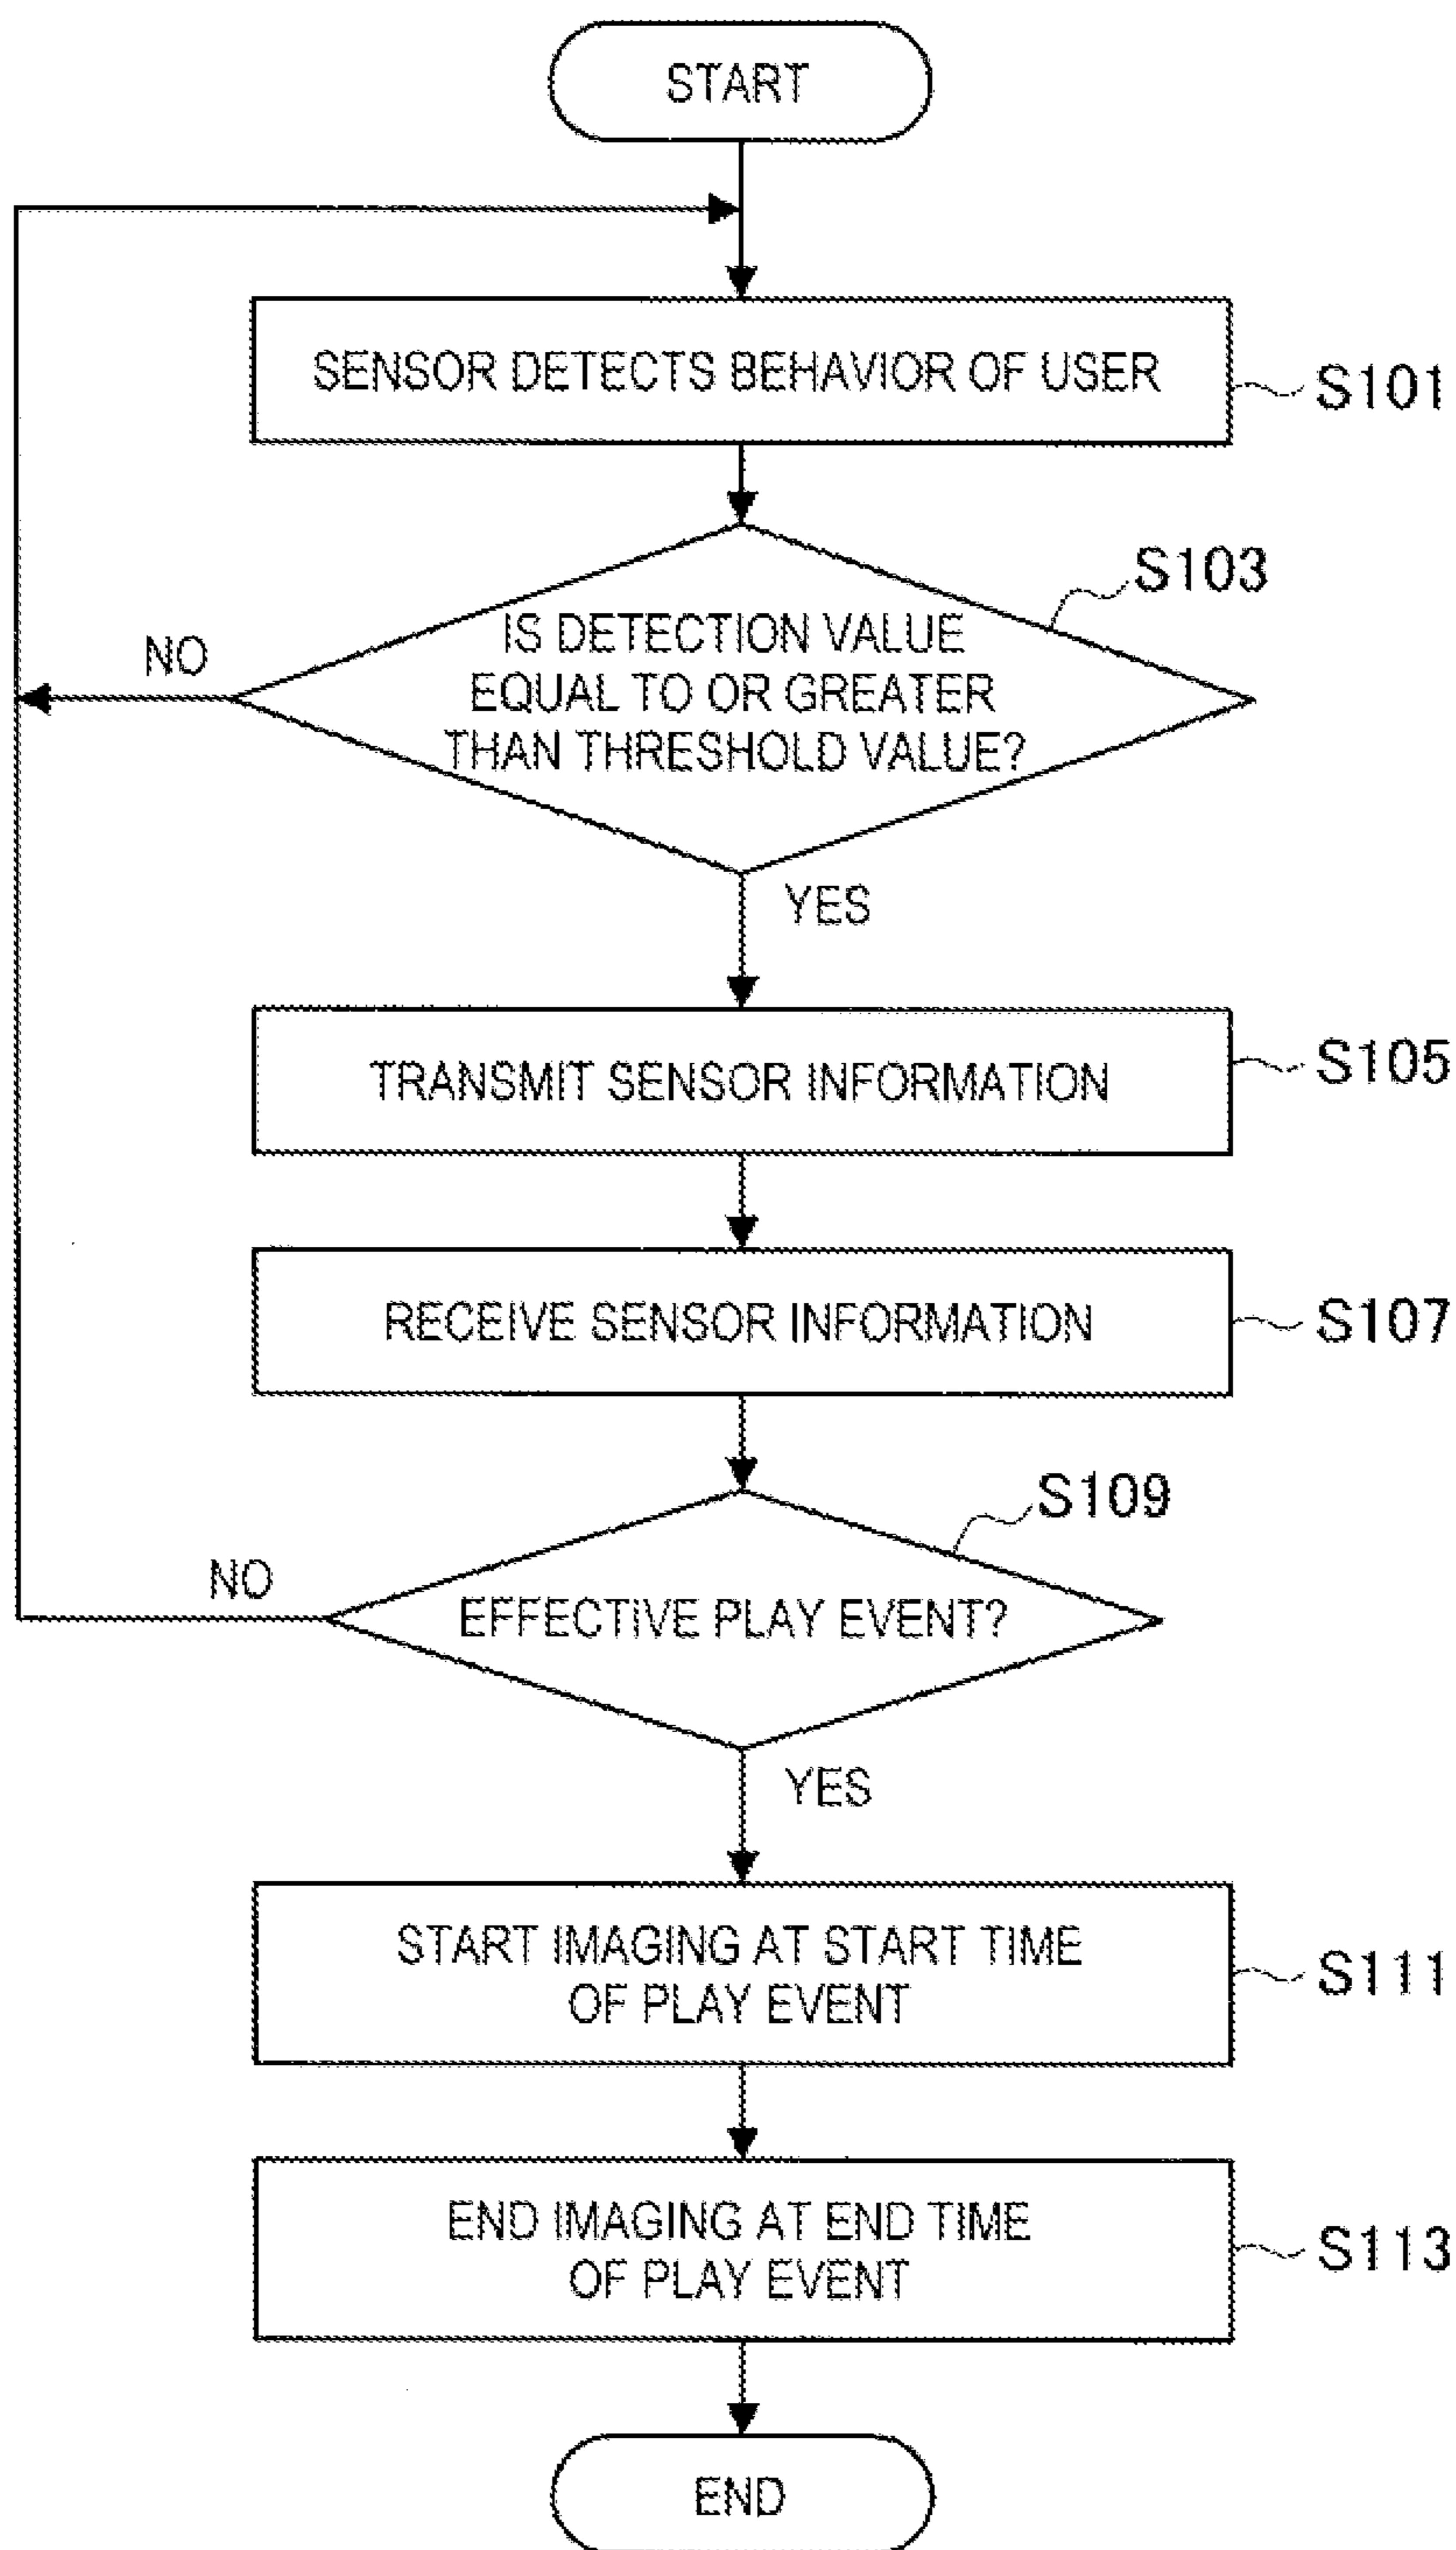 START
SENSOR DETECTS BEHAVIOR OF USER
S101
S103
IS DETECTION VALUE
EQUAL TO OR GREATER
THAN THRESHOLD VALUE?
NO
YES
TRANSMIT SENSOR INFORMATION
S105
RECEIVE SENSOR INFORMATION
S107
S109
EFFECTIVE PLAY EVENT?
NO
YES
START IMAGING AT START TIME
OF PLAY EVENT
S111
END IMAGING AT END TIME
OF PLAY EVENT
S113
END